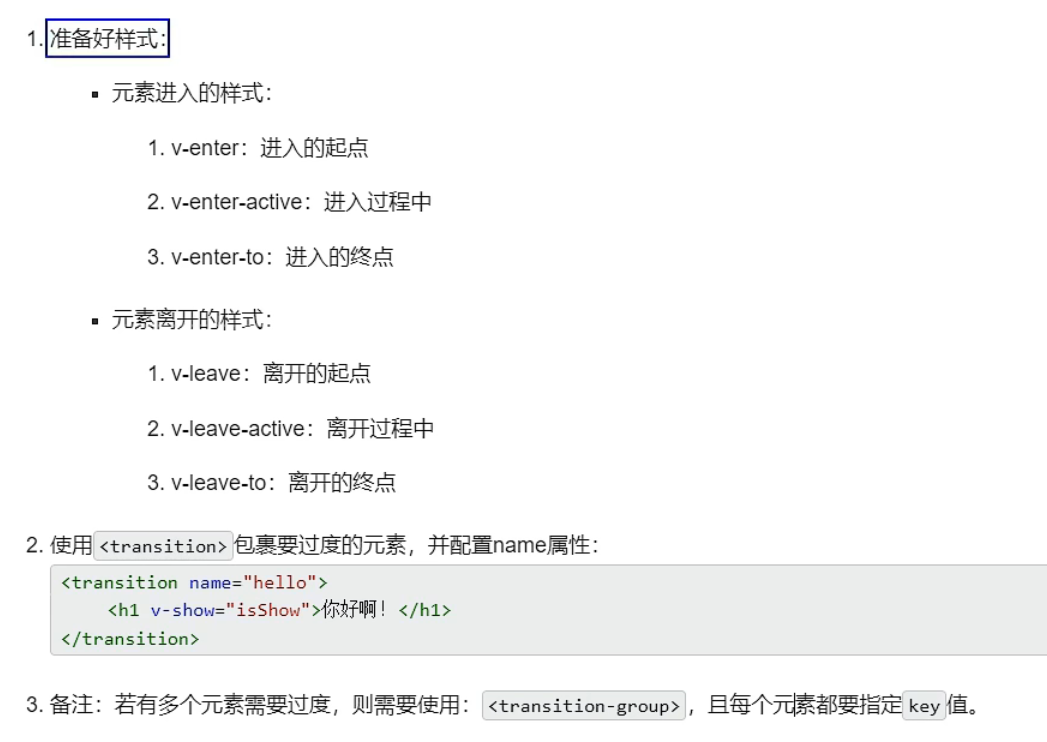 1. 准备好样式：
▪ 元素进入的样式：
1. v-enter：进入的起点
2. v-enter-active：进入过程中
3. v-enter-to：进入的终点
▪ 元素离开的样式：
1. v-leave：离开的起点
2. v-leave-active：离开过程中
3. v-leave-to：离开的终点
2. 使用<transition>包裹要过度的元素，并配置name属性：
<transition name="hello">
<h1 v-show="isShow">你好啊！</h1>
</transition>
3. 备注：若有多个元素需要过度，则需要使用：<transition-group>，且每个元素都要指定key值。